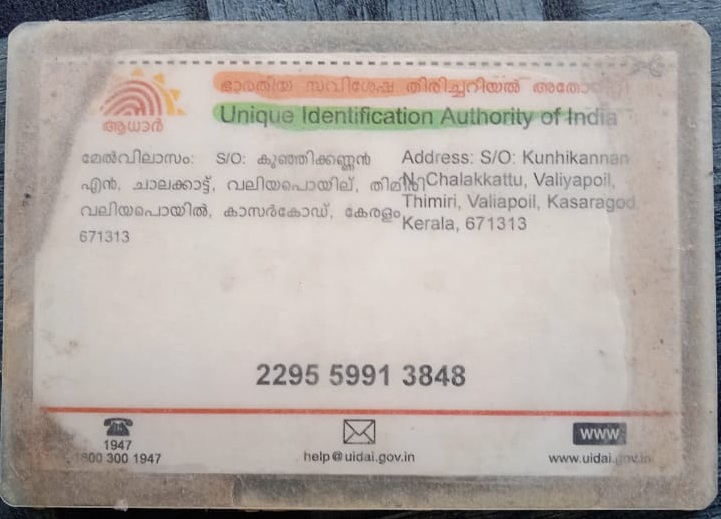 ഭാരതീയ സവിശേഷ തിരിച്ചറിയൽ
Unique Identification Authority of India
ആധാർ
മേൽവിലാസം: S/O: കുഞ്ഞിക്കണ്ണൻ
എൻ, ചാലക്കാട്ട്, വലിയപൊയില്, തിമിരി
വലിയപൊയിൽ, കാസർകോട്, കേരളം,
671313
Address: S/O: Kunhikannan
N, Chalakkattu, Valiyapoil,
Thimiri, Valiapoil, Kasaragod,
Kerala, 671313
2295 5991 3848
1947
1800 300 1947
help@uidai.gov.in
www
www.uidai.gov.in